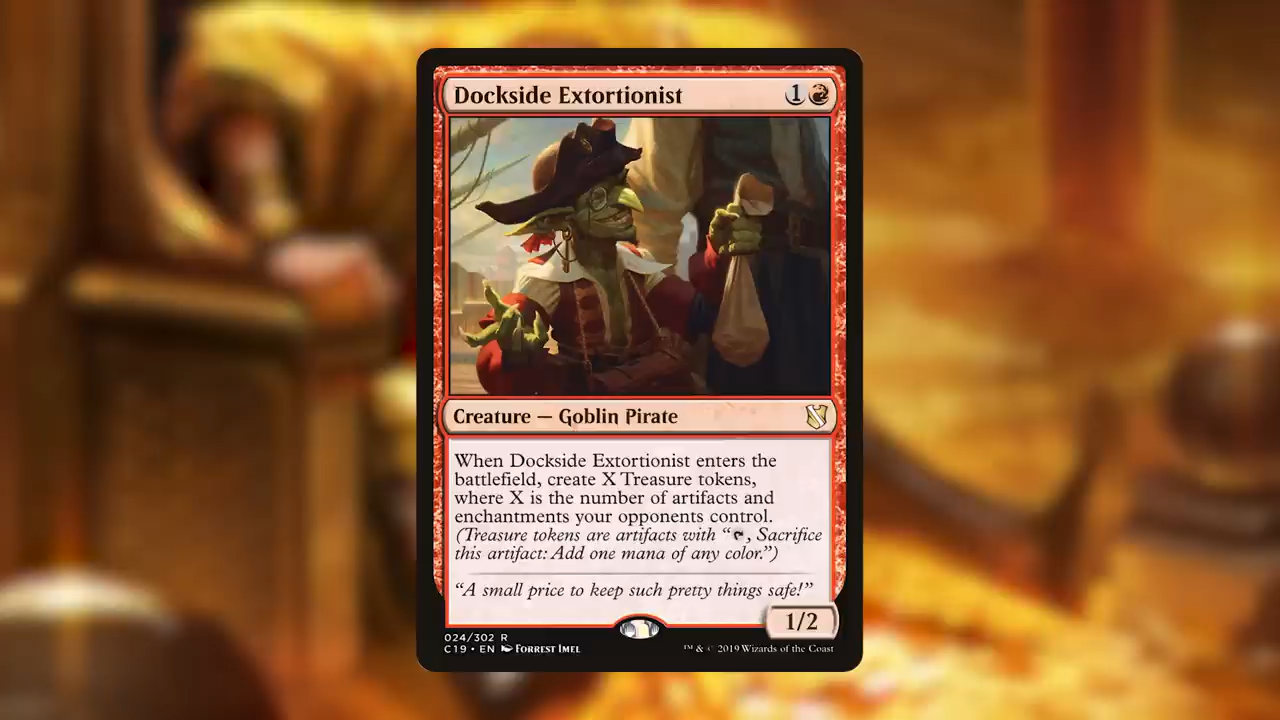 Dockside Extortionist 1
Creature — Goblin Pirate
When Dockside Extortionist enters the
battlefield, create X Treasure tokens,
where X is the number of artifacts and
enchantments your opponents control.
(Treasure tokens are artifacts with “, Sacrifice
this artifact: Add one mana of any color.”)
“A small price to keep such pretty things safe!”
1/2
024/302 R
C19 • EN Forrest Imel
™ & © 2019 Wizards of the Coast